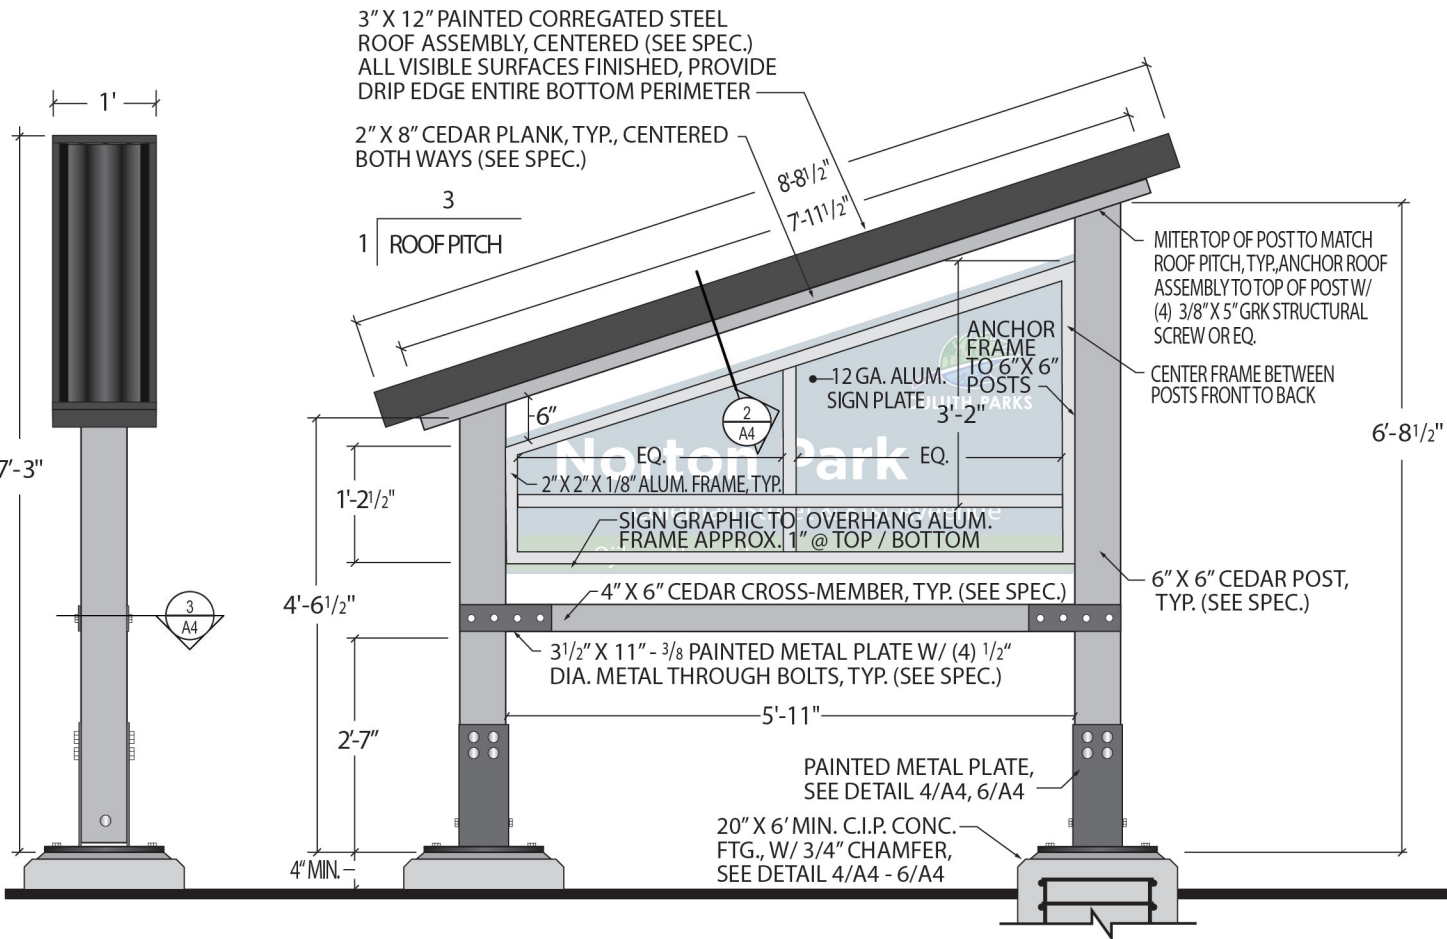 3" X 12" PAINTED CORREGATED STEEL
ROOF ASSEMBLY, CENTERED (SEE SPEC.)
ALL VISIBLE SURFACES FINISHED, PROVIDE
DRIP EDGE ENTIRE BOTTOM PERIMETER
1'
2" X 8" CEDAR PLANK, TYP., CENTERED
BOTH WAYS (SEE SPEC.)
8'-8 1/2"
7'-11 1/2"
3
1 ROOF PITCH
MITER TOP OF POST TO MATCH
ROOF PITCH, TYP., ANCHOR ROOF
ASSEMBLY TO TOP OF POST W/
(4) 3/8" X 5" GRK STRUCTURAL
SCREW OR EQ.
CENTER FRAME BETWEEN
POSTS FRONT TO BACK
ANCHOR
FRAME
TO 6" X 6"
POSTS
12 GA. ALUM.
SIGN PLATE
DULUTH PARKS
3'-2"
6"
2
A4
6'-8 1/2"
7'-3"
Norton Park
EQ.
EQ.
2" X 2" X 1/8" ALUM. FRAME, TYP.
1'-2 1/2"
SIGN GRAPHIC TO OVERHANG ALUM.
FRAME APPROX. 1" @ TOP / BOTTOM
4" X 6" CEDAR CROSS-MEMBER, TYP. (SEE SPEC.)
6" X 6" CEDAR POST,
TYP. (SEE SPEC.)
3
A4
4'-6 1/2"
3 1/2" X 11" - 3/8 PAINTED METAL PLATE W/ (4) 1/2"
DIA. METAL THROUGH BOLTS, TYP. (SEE SPEC.)
5'-11"
2'-7"
PAINTED METAL PLATE,
SEE DETAIL 4/A4, 6/A4
20" X 6' MIN. C.I.P. CONC.
FTG., W/ 3/4" CHAMFER,
SEE DETAIL 4/A4 - 6/A4
4" MIN.